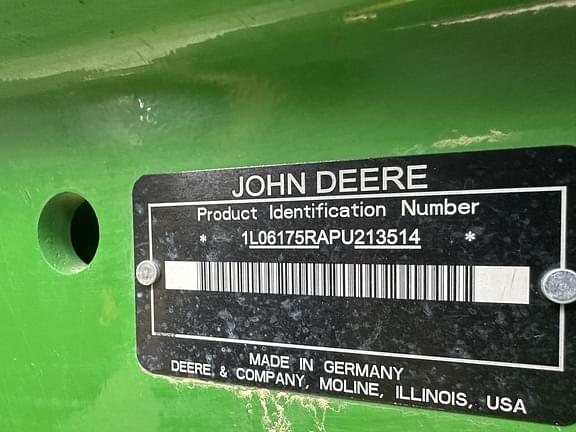 JOHN DEERE
Product Identification Number
* 1L06175RAPU213514 *
MADE IN GERMANY
DEERE & COMPANY, MOLINE, ILLINOIS, USA